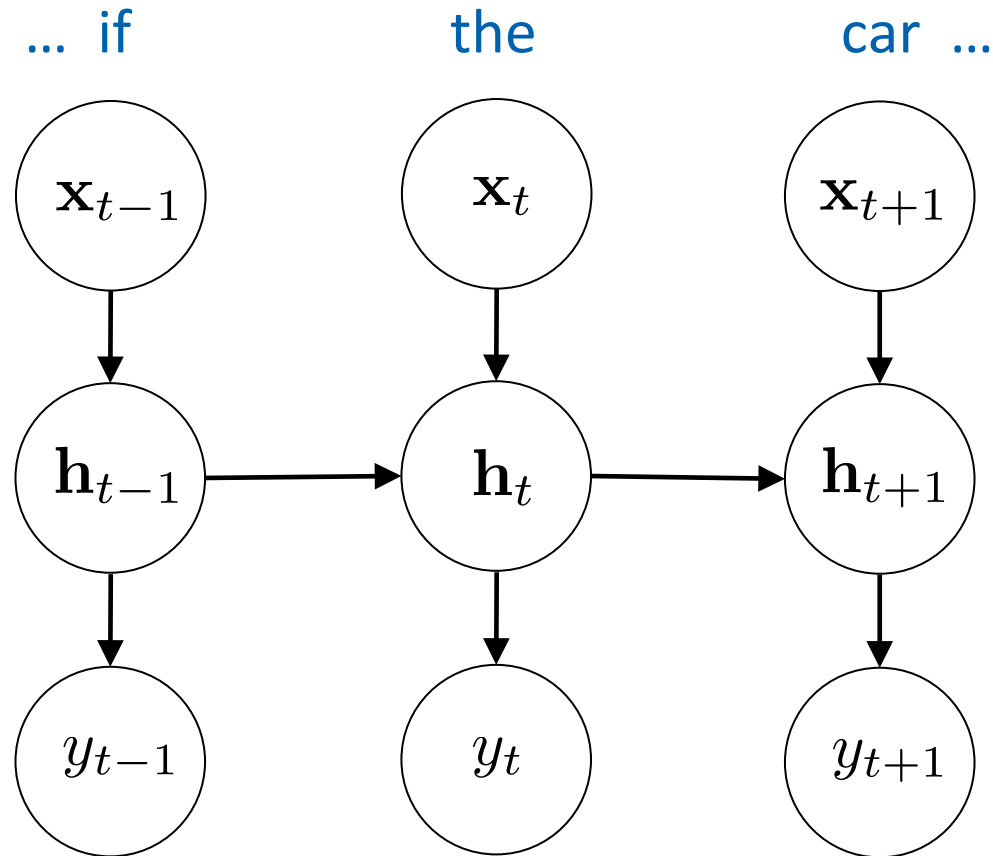 ... if the car ...
x_{t−1} x_t x_{t+1}
h_{t−1} h_t h_{t+1}
y_{t−1} y_t y_{t+1}